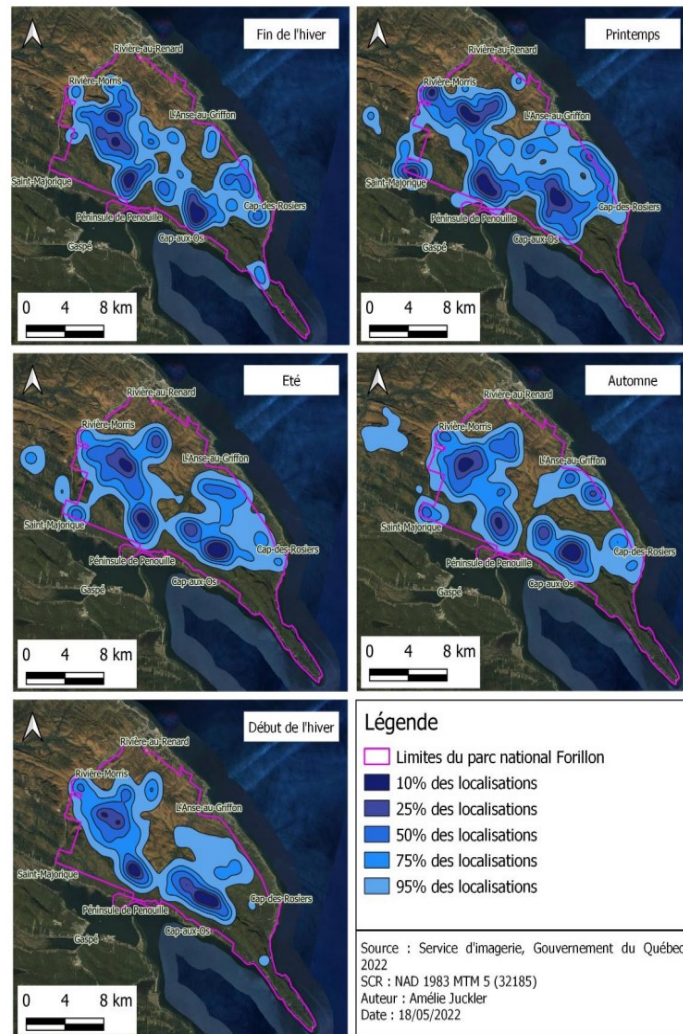 Fin de l'hiver
Rivière-au-Renard
Rivière-Morris
L'Anse-au-Griffon
Saint-Majorique
Cap-des-Rosiers
Péninsule de Penouille
Cap-aux-Os
Gaspé
0 4 8 km
Printemps
Rivière-au-Renard
Rivière-Morris
L'Anse-au-Griffon
Saint-Majorique
Cap-des-Rosiers
Péninsule de Penouille
Cap-aux-Os
Gaspé
0 4 8 km
Eté
Rivière-au-Renard
Rivière-Morris
L'Anse-au-Griffon
Saint-Majorique
Cap-des-Rosiers
Péninsule de Penouille
Cap-aux-Os
Gaspé
0 4 8 km
Automne
Rivière-au-Renard
Rivière-Morris
L'Anse-au-Griffon
Saint-Majorique
Cap-des-Rosiers
Péninsule de Penouille
Cap-aux-Os
Gaspé
0 4 8 km
Début de l'hiver
Rivière-au-Renard
Rivière-Morris
L'Anse-au-Griffon
Saint-Majorique
Cap-des-Rosiers
Péninsule de Penouille
Cap-aux-Os
Gaspé
0 4 8 km
Légende
Limites du parc national Forillon
10% des localisations
25% des localisations
50% des localisations
75% des localisations
95% des localisations
Source : Service d'imagerie, Gouvernement du Québec
2022
SCR : NAD 1983 MTM 5 (32185)
Auteur : Amélie Juckler
Date : 18/05/2022